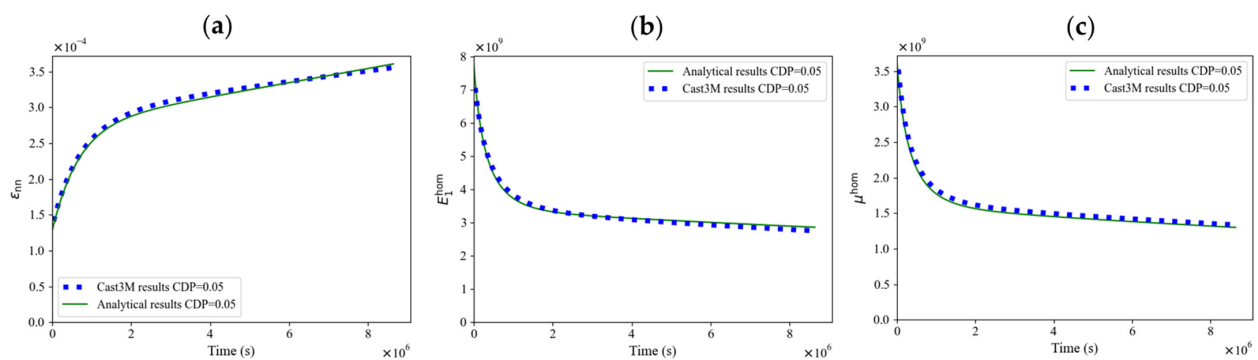 (a)
×10⁻⁴
3.5
3.0
2.5
2.0
1.5
1.0
0.5
0.0
εnn
Cast3M results CDP=0.05
Analytical results CDP=0.05
0 2 4 6 8
Time (s)
×10⁶
(b)
×10⁹
8
7
6
5
4
3
2
1
0
E₁ʰᵒᵐ
Analytical results CDP=0.05
Cast3M results CDP=0.05
0 2 4 6 8
Time (s)
×10⁶
(c)
×10⁹
3.5
3.0
2.5
2.0
1.5
1.0
0.5
0.0
μʰᵒᵐ
Analytical results CDP=0.05
Cast3M results CDP=0.05
0 2 4 6 8
Time (s)
×10⁶